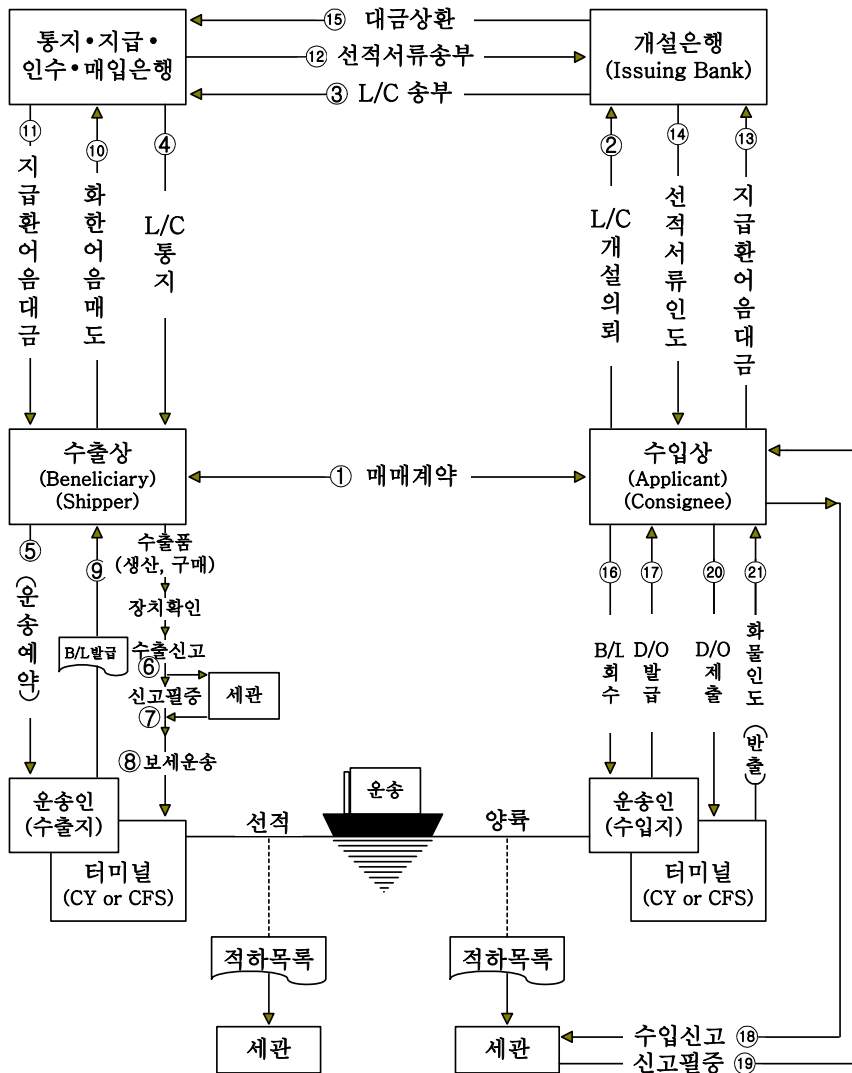 ⑮ 대금상환
통지·지급·
인수·매입은행
⑫ 선적서류송부
개설은행
(Issuing Bank)
③ L/C 송부
⑪ 지급환어음대금
⑩ 화한어음매도
④ L/C 통지
② L/C 개설의뢰
⑭ 선적서류인도
⑬ 지급환어음대금
수출상
(Beneliciary)
(Shipper)
① 매매계약
수입상
(Applicant)
(Consignee)
⑤ (운송예약)
⑨ B/L발급
수출품
(생산, 구매)
장치확인
수출신고
⑥
세관
신고필증
⑦
⑧ 보세운송
⑯ B/L 회수
⑰ D/O 발급
⑳ D/O 제출
㉑ 화물인도 (반출)
운송인
(수출지)
터미널
(CY or CFS)
선적
운송
양륙
운송인
(수입지)
터미널
(CY or CFS)
적하목록
적하목록
세관
세관
수입신고 ⑱
신고필증 ⑲